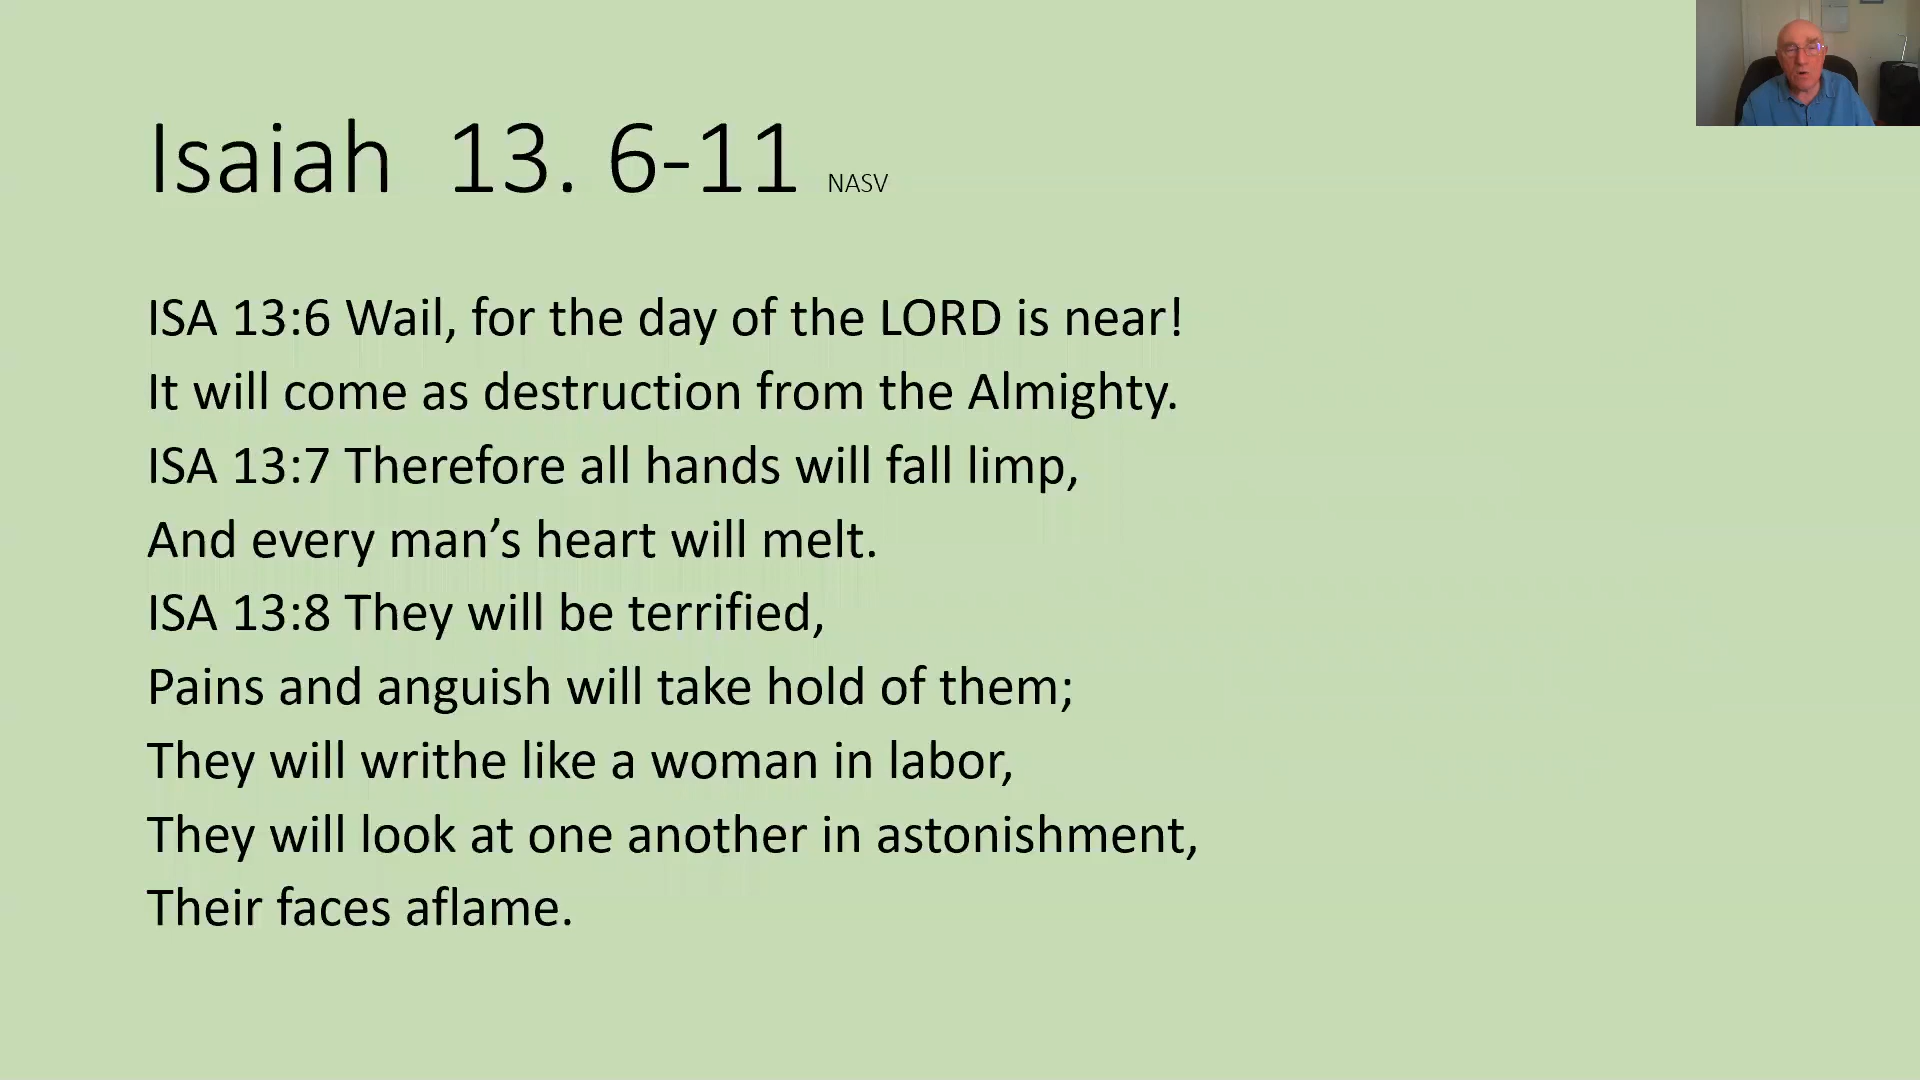 Isaiah 13. 6-11 NASV
ISA 13:6 Wail, for the day of the LORD is near!
It will come as destruction from the Almighty.
ISA 13:7 Therefore all hands will fall limp,
And every man’s heart will melt.
ISA 13:8 They will be terrified,
Pains and anguish will take hold of them;
They will writhe like a woman in labor,
They will look at one another in astonishment,
Their faces aflame.